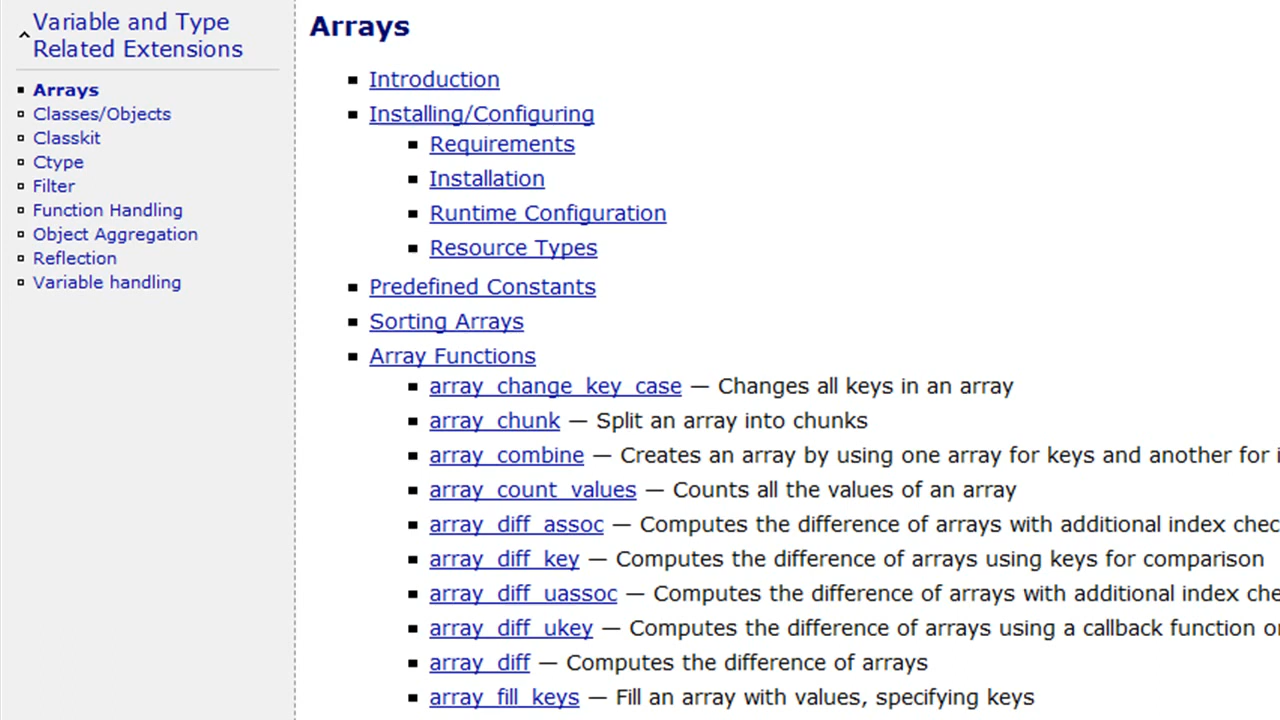 Variable and Type
Related Extensions
Arrays
Classes/Objects
Classkit
Ctype
Filter
Function Handling
Object Aggregation
Reflection
Variable handling
Arrays
Introduction
Installing/Configuring
Requirements
Installation
Runtime Configuration
Resource Types
Predefined Constants
Sorting Arrays
Array Functions
array_change_key_case — Changes all keys in an array
array_chunk — Split an array into chunks
array_combine — Creates an array by using one array for keys and another for
array_count_values — Counts all the values of an array
array_diff_assoc — Computes the difference of arrays with additional index
array_diff_key — Computes the difference of arrays using keys for comparison
array_diff_uassoc — Computes the difference of arrays with additional index
array_diff_ukey — Computes the difference of arrays using a callback function
array_diff — Computes the difference of arrays
array_fill_keys — Fill an array with values, specifying keys